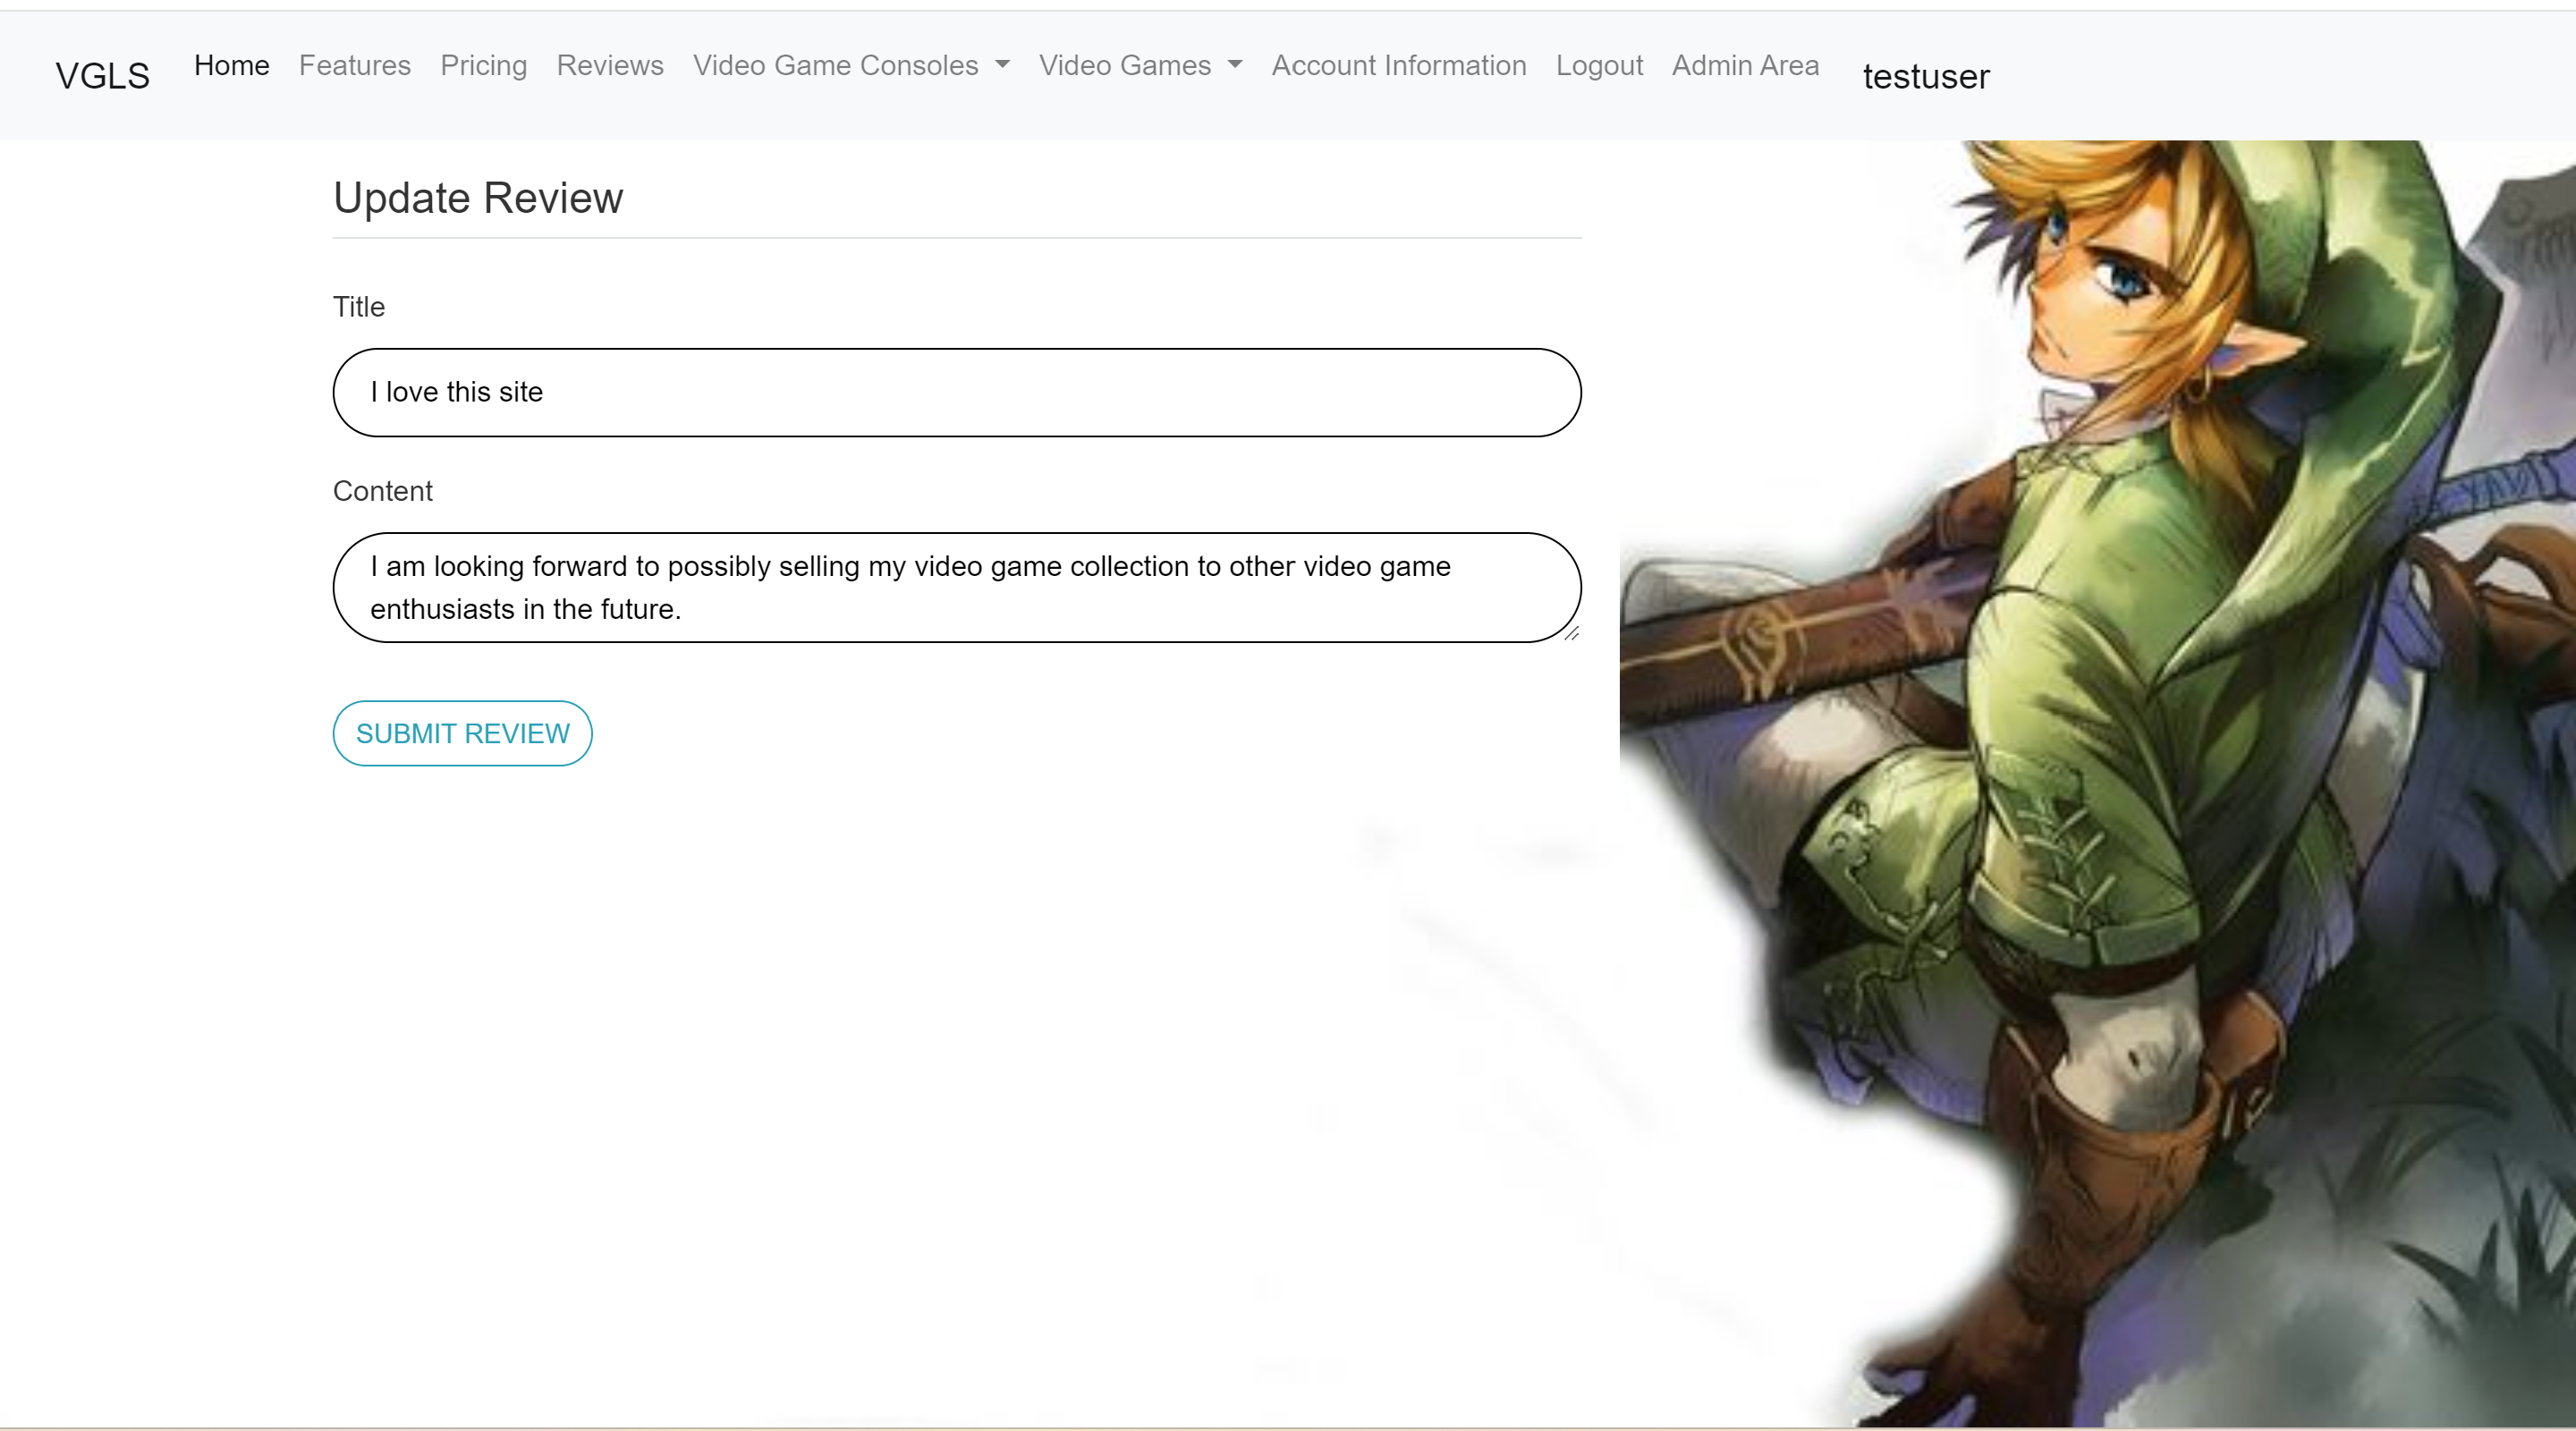 VGLS Home Features Pricing Reviews Video Game Consoles Video Games Account Information Logout Admin Area testuser
Update Review
Title
I love this site
Content
I am looking forward to possibly selling my video game collection to other video game
enthusiasts in the future.
SUBMIT REVIEW